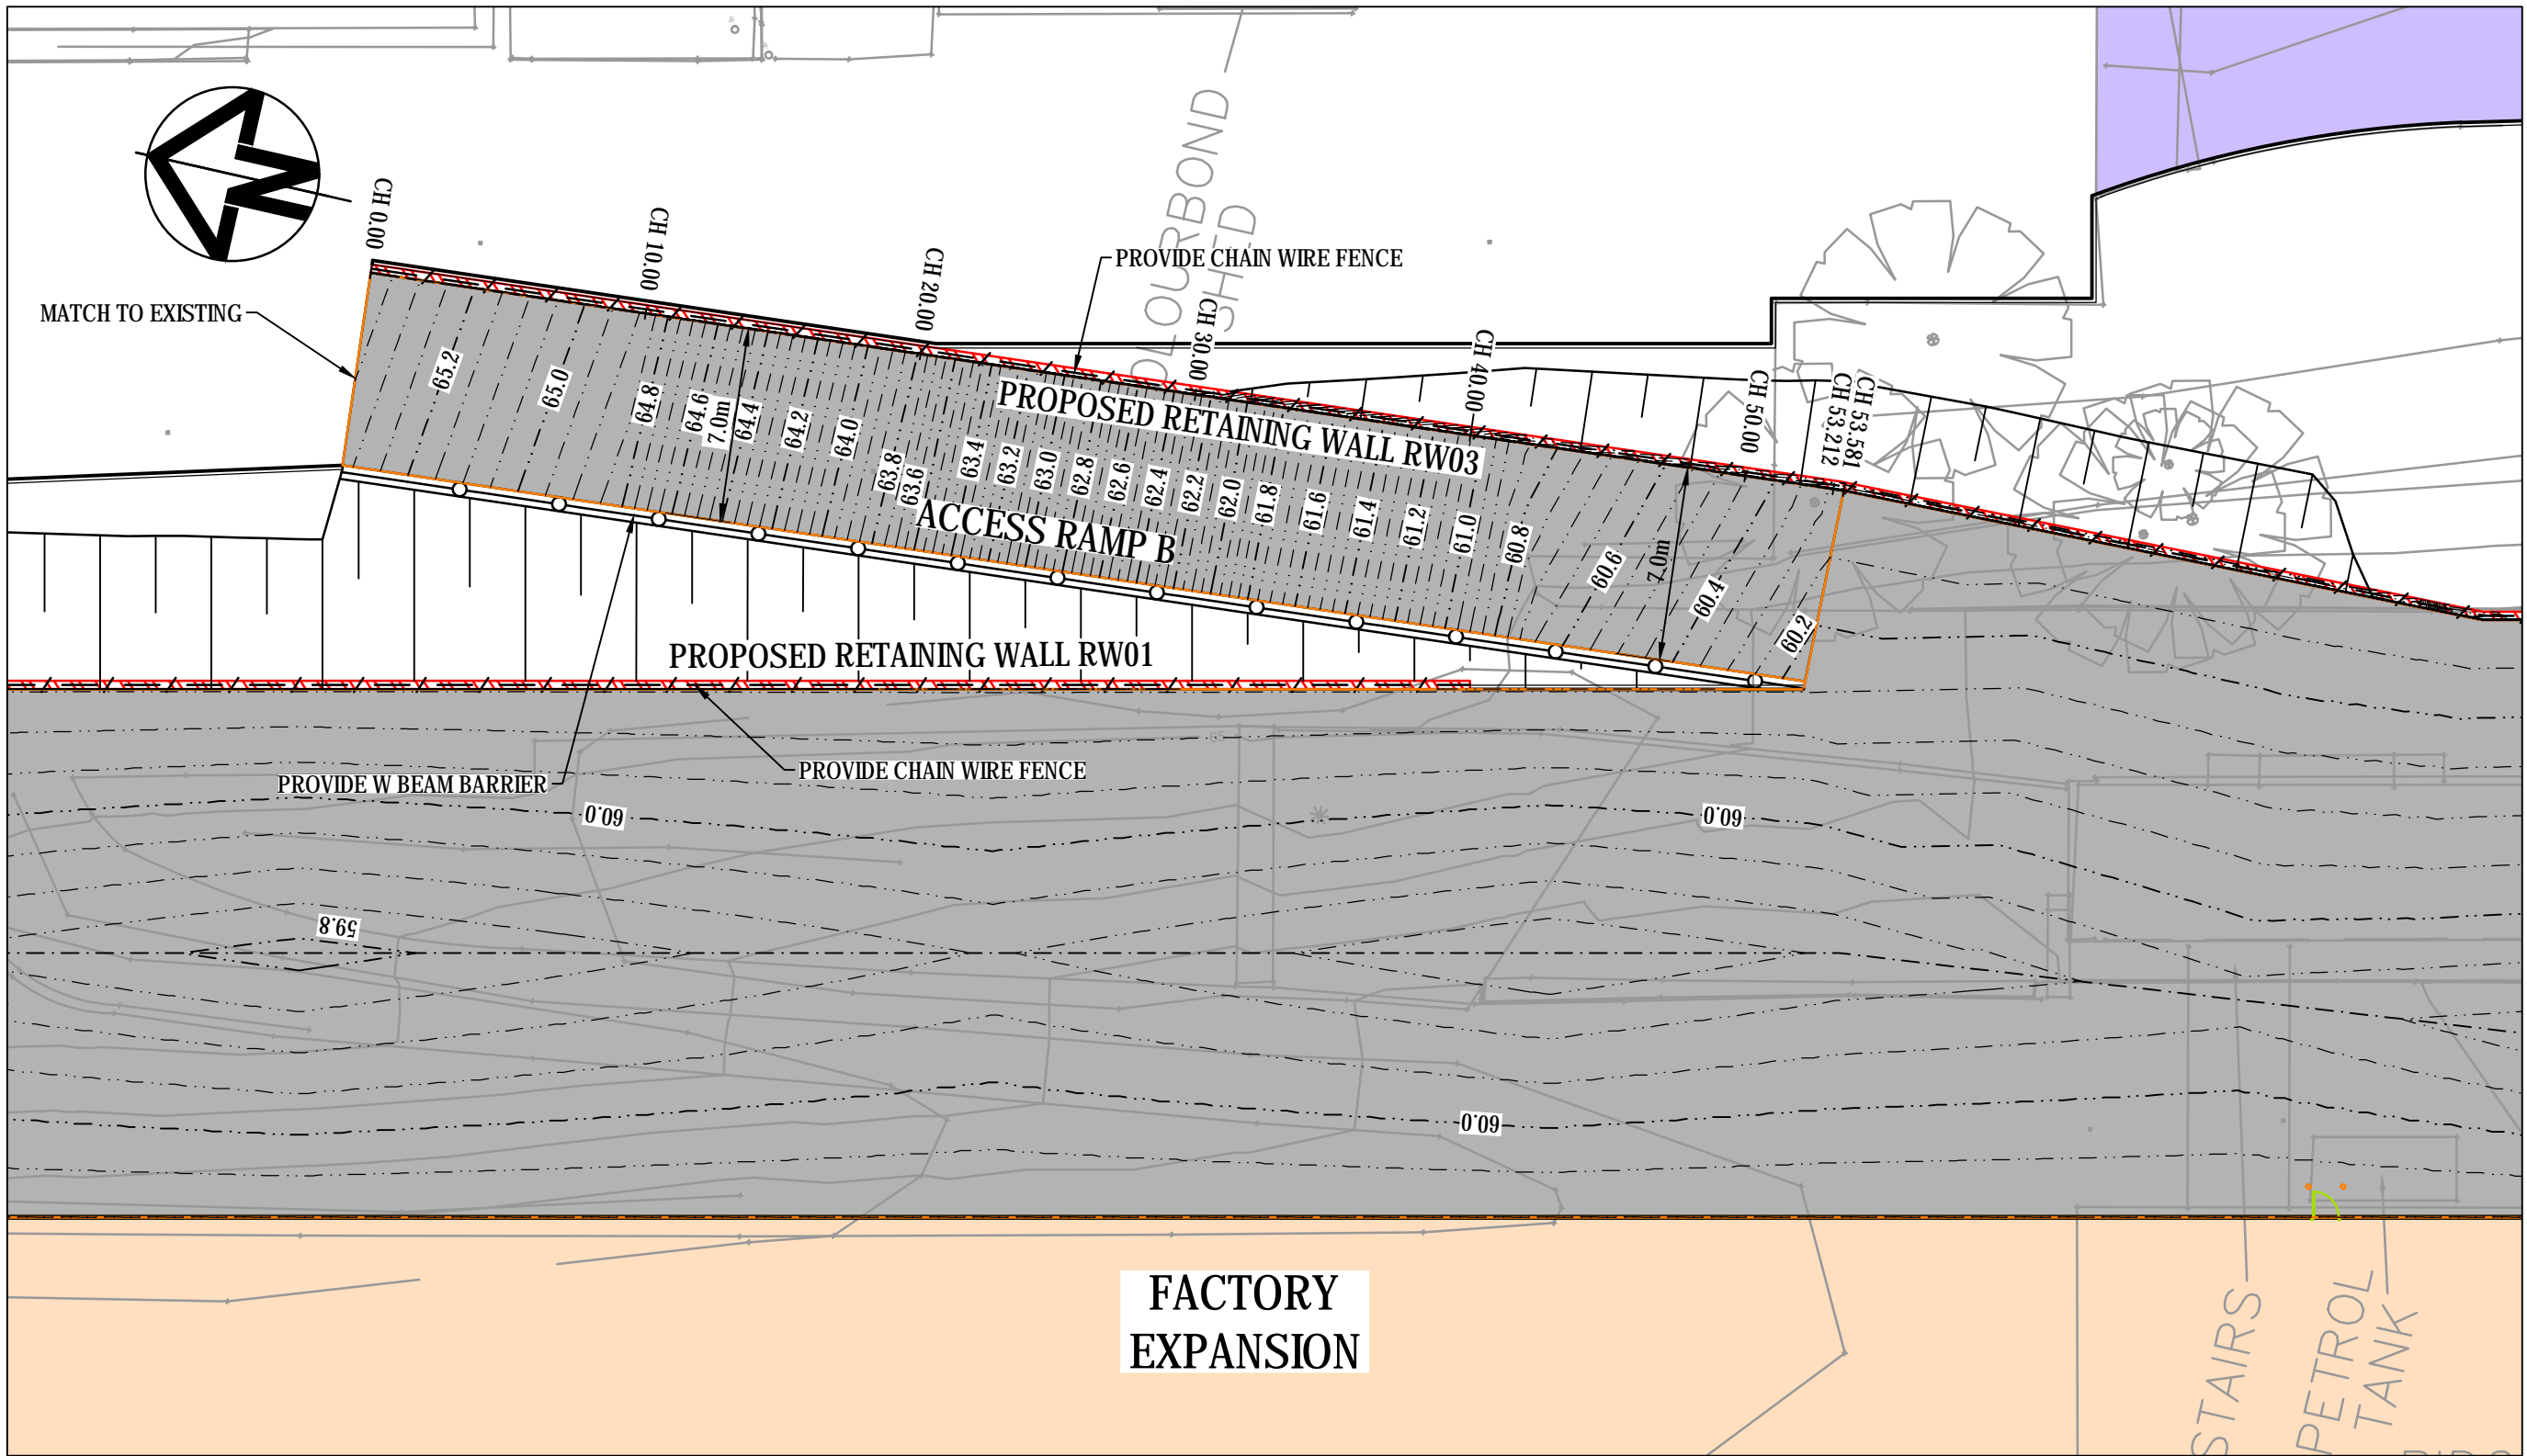 N
CH 0.00
CH 10.00
CH 20.00
CH 30.00
CH 40.00
CH 50.00
CH 53.212
CH 53.581
OLOURBOND
SHED
PROVIDE CHAIN WIRE FENCE
MATCH TO EXISTING
65.2
65.0
64.8
64.6
7.0m
64.4
64.2
64.0
63.8
63.6
63.4
63.2
63.0
62.8
62.6
62.4
62.2
62.0
61.8
61.6
61.4
61.2
61.0
60.8
60.6
7.0m
60.4
60.2
PROPOSED RETAINING WALL RW03
ACCESS RAMP B
PROPOSED RETAINING WALL RW01
65
PROVIDE W BEAM BARRIER
PROVIDE CHAIN WIRE FENCE
60.0
60.0
59.8
60.0
FACTORY
EXPANSION
STAIRS
PETROL
TANK